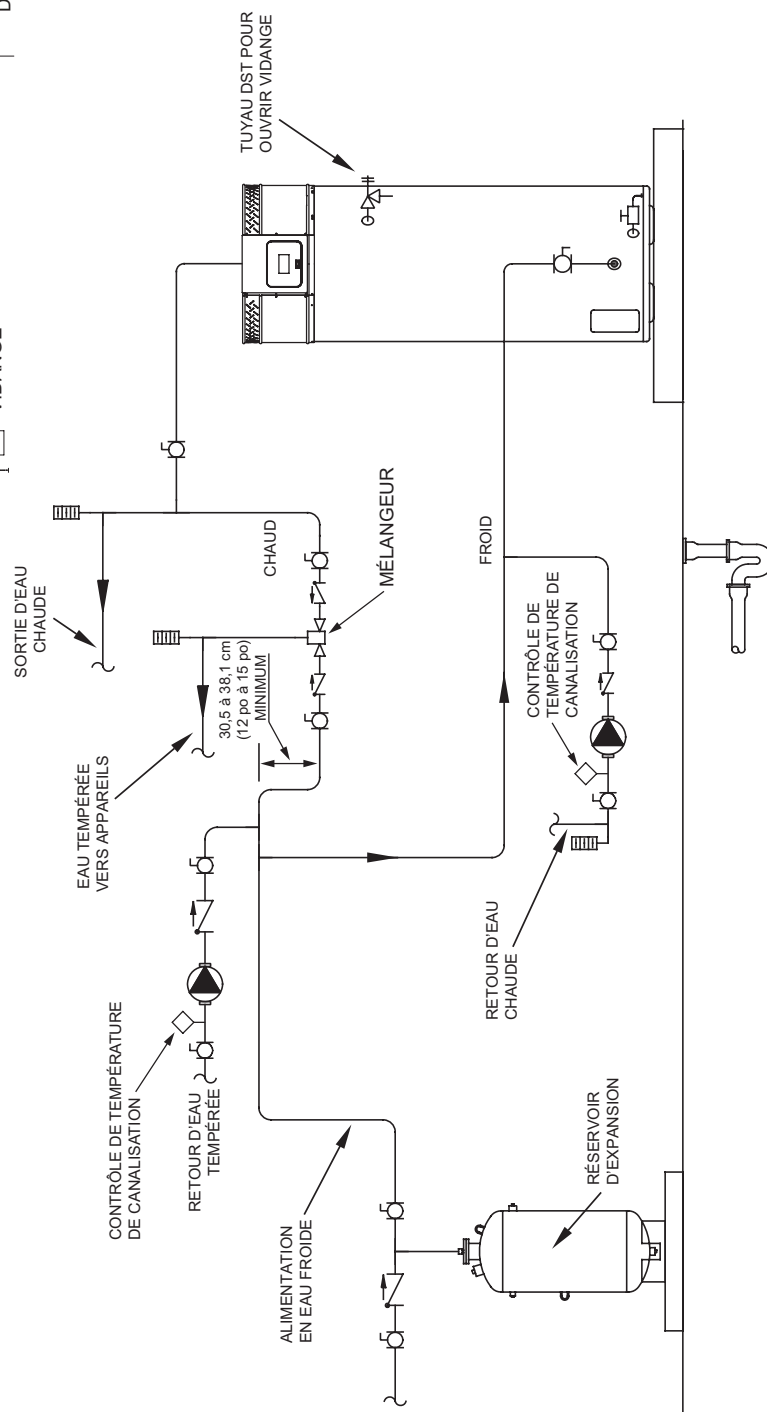 TUYAU DST POUR
OUVRIR VIDANGE
SORTIE D'EAU
CHAUDE
CHAUD
MÉLANGEUR
30,5 à 38,1 cm
(12 po à 15 po)
MINIMUM
EAU TEMPÉRÉE
VERS APPAREILS
FROID
CONTRÔLE DE
TEMPÉRATURE DE
CANALISATION
CONTRÔLE DE TEMPÉRATURE
DE CANALISATION
RETOUR D'EAU
TEMPÉRÉE
RETOUR D'EAU
CHAUDE
ALIMENTATION
EN EAU FROIDE
RÉSERVOIR
D'EXPANSION